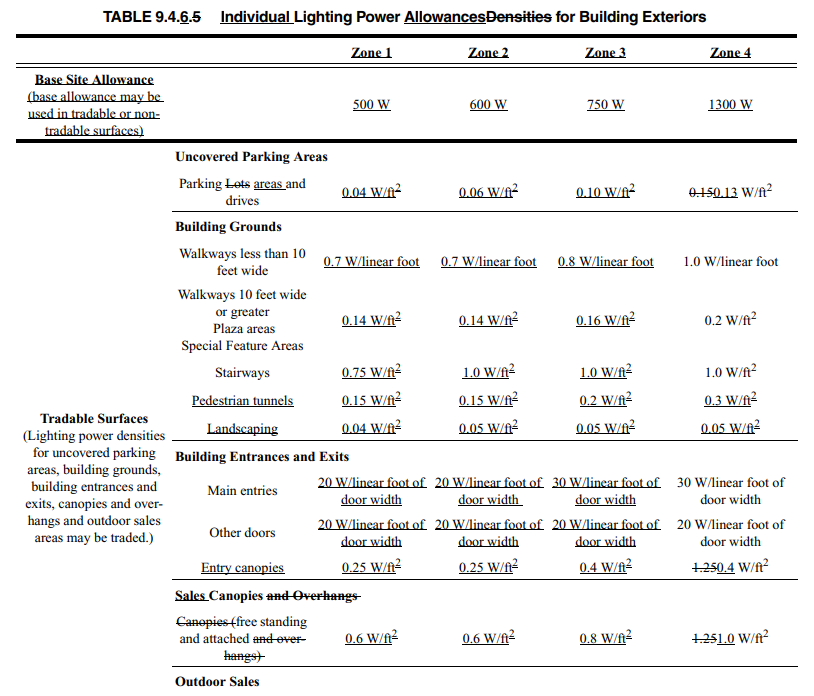 TABLE 9.4.6.5 Individual Lighting Power AllowancesDensities for Building Exteriors
Zone 1 Zone 2 Zone 3 Zone 4
Base Site Allowance
(base allowance may be
used in tradable or non-
tradable surfaces)
500 W 600 W 750 W 1300 W
Uncovered Parking Areas
Parking Lots areas and
drives
0.04 W/ft2 0.06 W/ft2 0.10 W/ft2 0.150.13 W/ft2
Building Grounds
Walkways less than 10
feet wide
0.7 W/linear foot 0.7 W/linear foot 0.8 W/linear foot 1.0 W/linear foot
Walkways 10 feet wide
or greater
Plaza areas
Special Feature Areas
0.14 W/ft2 0.14 W/ft2 0.16 W/ft2 0.2 W/ft2
Stairways 0.75 W/ft2 1.0 W/ft2 1.0 W/ft2 1.0 W/ft2
Pedestrian tunnels 0.15 W/ft2 0.15 W/ft2 0.2 W/ft2 0.3 W/ft2
Landscaping 0.04 W/ft2 0.05 W/ft2 0.05 W/ft2 0.05 W/ft2
Tradable Surfaces
(Lighting power densities
for uncovered parking
areas, building grounds,
building entrances and
exits, canopies and over-
hangs and outdoor sales
areas may be traded.)
Building Entrances and Exits
Main entries
20 W/linear foot of 20 W/linear foot of 30 W/linear foot of 30 W/linear foot of
door width door width door width door width
Other doors
20 W/linear foot of 20 W/linear foot of 20 W/linear foot of 20 W/linear foot of
door width door width door width door width
Entry canopies 0.25 W/ft2 0.25 W/ft2 0.4 W/ft2 1.250.4 W/ft2
Sales Canopies and Overhangs
Canopies (free standing
and attached and over-
hangs)
0.6 W/ft2 0.6 W/ft2 0.8 W/ft2 1.251.0 W/ft2
Outdoor Sales